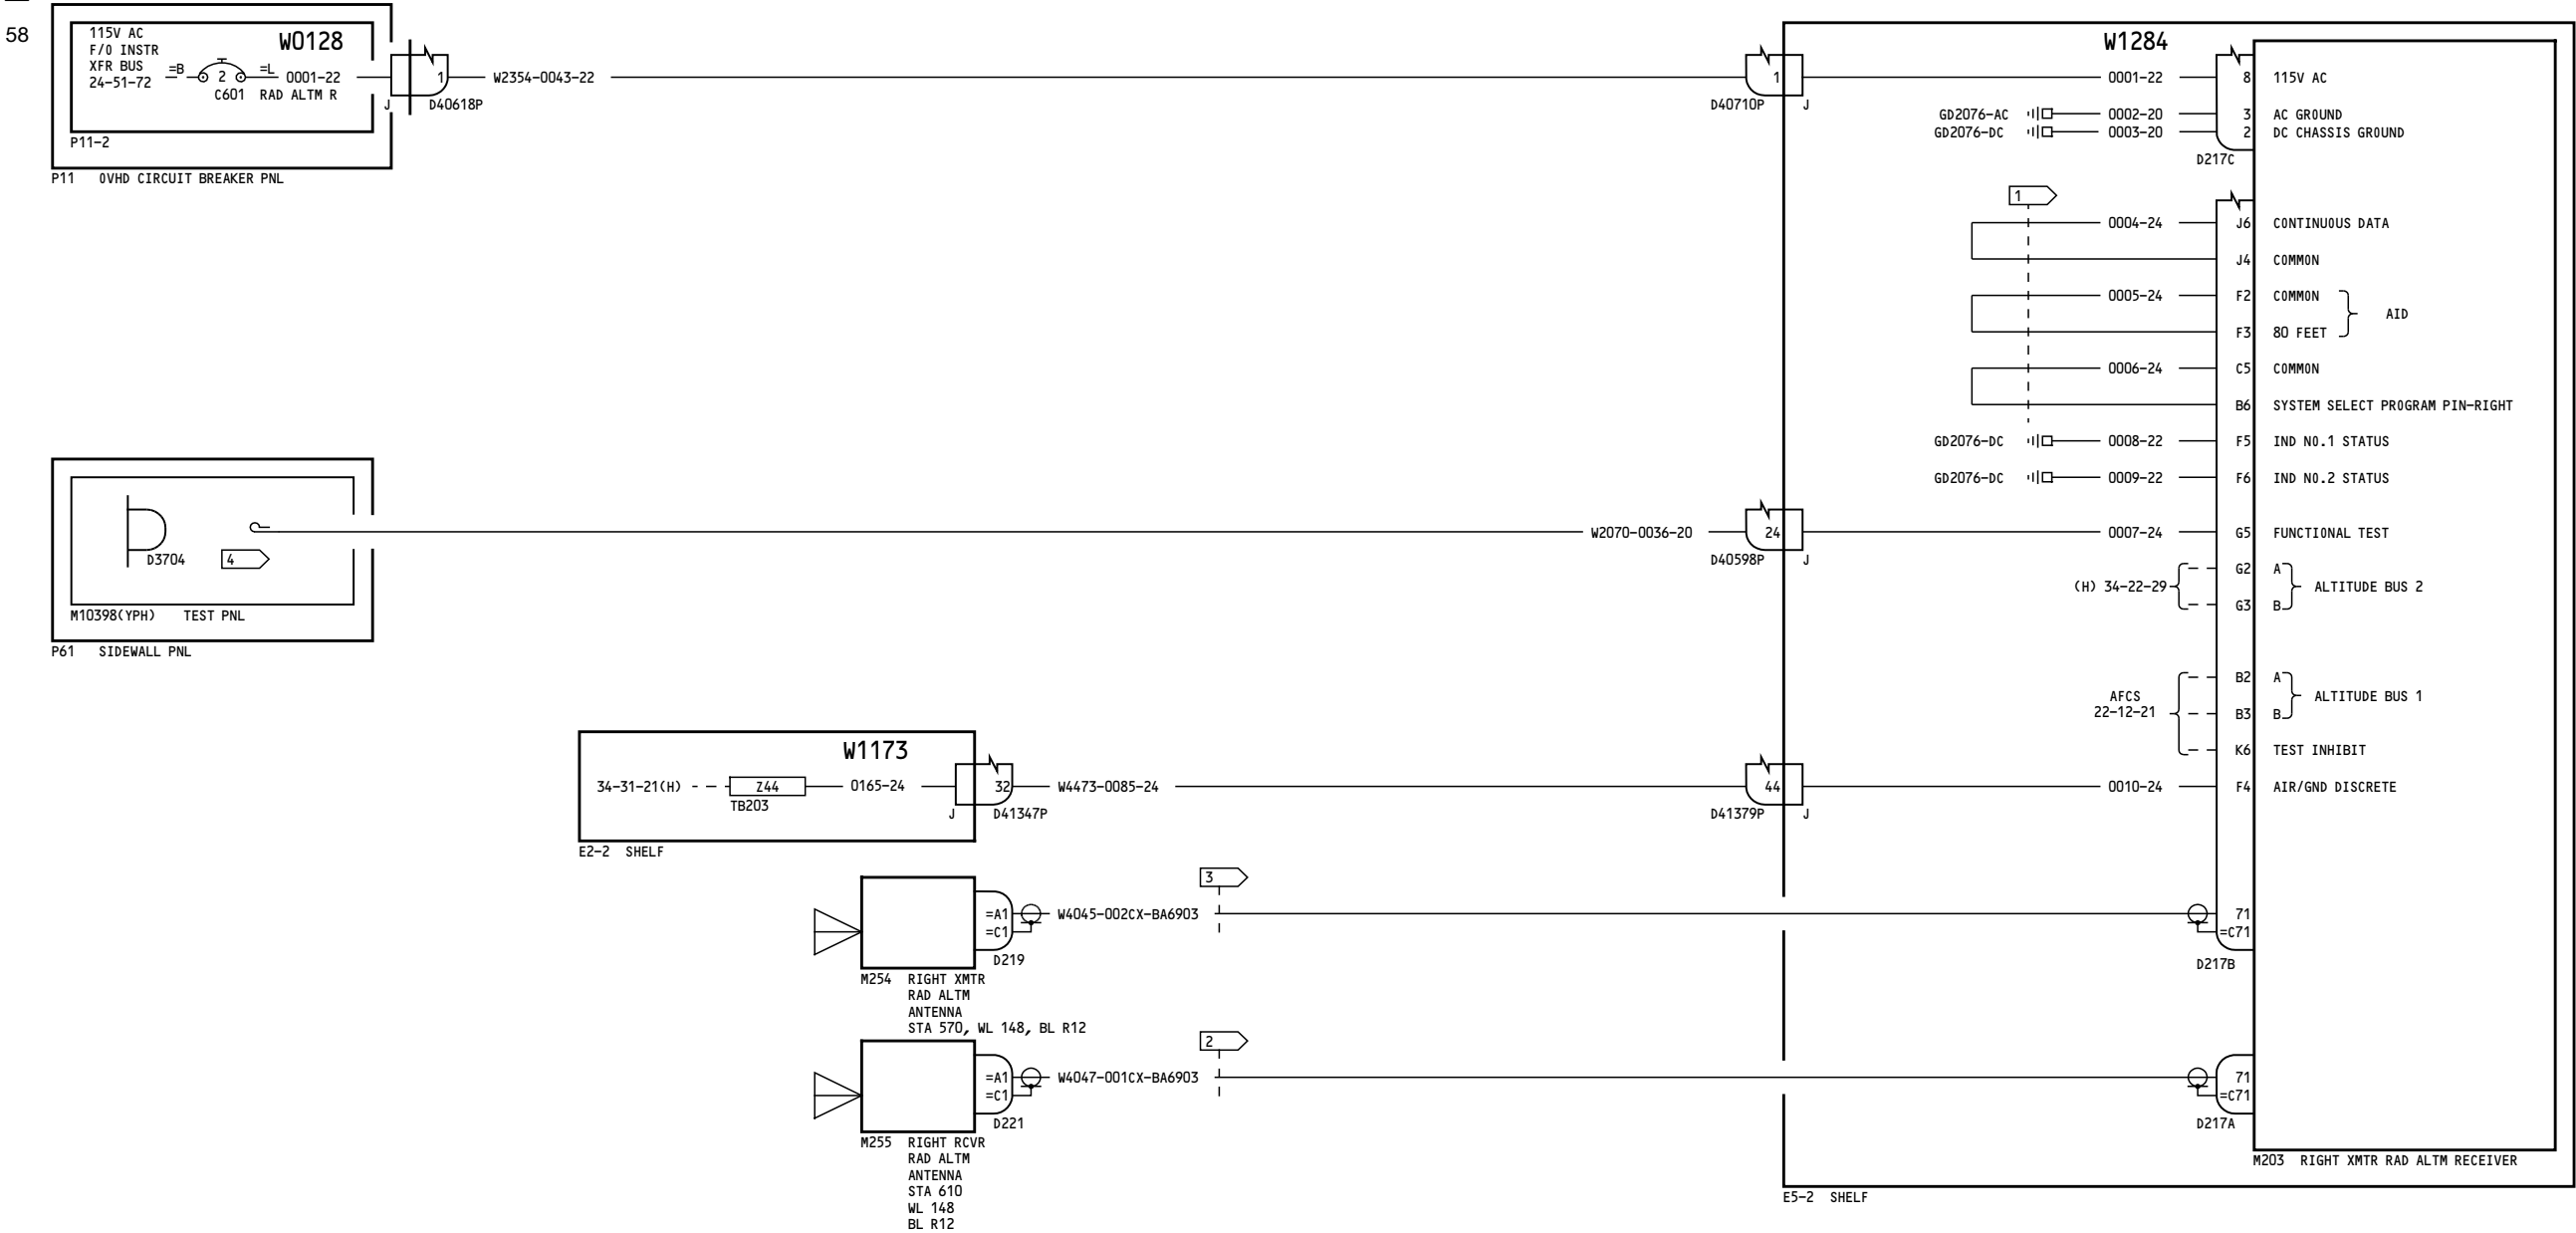 58
115V AC
F/O INSTR
XFR BUS
24-51-72
=B
2
=L
C601
W0128
0001-22
RAD ALTM R
J
1
D40618P
W2354-0043-22
P11-2
P11 OVHD CIRCUIT BREAKER PNL
1
D40710P
J
W1284
0001-22
8
115V AC
GD2076-AC
0002-20
3
AC GROUND
GD2076-DC
0003-20
2
DC CHASSIS GROUND
D217C
1
0004-24
J6
CONTINUOUS DATA
J4
COMMON
0005-24
F2
COMMON
AID
F3
80 FEET
0006-24
C5
COMMON
B6
SYSTEM SELECT PROGRAM PIN-RIGHT
GD2076-DC
0008-22
F5
IND NO.1 STATUS
GD2076-DC
0009-22
F6
IND NO.2 STATUS
D3704
4
M10398(YPH) TEST PNL
P61 SIDEWALL PNL
W2070-0036-20
24
D40598P
J
0007-24
G5
FUNCTIONAL TEST
(H) 34-22-29
G2
A
ALTITUDE BUS 2
G3
B
AFCS
22-12-21
B2
A
ALTITUDE BUS 1
B3
B
K6
TEST INHIBIT
W1173
34-31-21(H)
Z44
TB203
0165-24
J
32
D41347P
W4473-0085-24
E2-2 SHELF
44
D41379P
J
0010-24
F4
AIR/GND DISCRETE
3
=A1
=C1
D219
W4045-002CX-BA6903
71
=C71
D217B
M254 RIGHT XMTR
RAD ALTM
ANTENNA
STA 570, WL 148, BL R12
2
=A1
=C1
D221
W4047-001CX-BA6903
71
=C71
D217A
M255 RIGHT RCVR
RAD ALTM
ANTENNA
STA 610
WL 148
BL R12
M203 RIGHT XMTR RAD ALTM RECEIVER
E5-2 SHELF